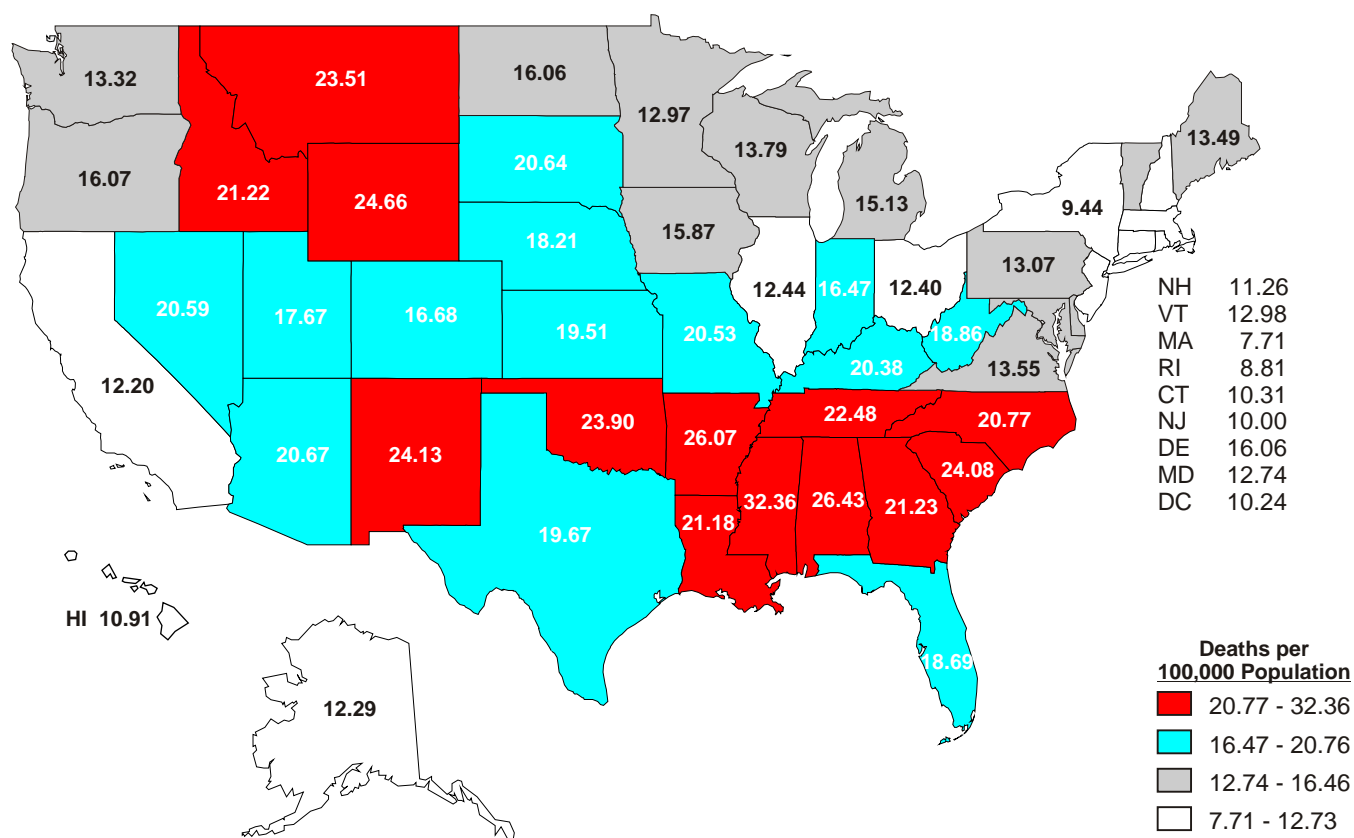 13.32
23.51
16.06
12.97
13.49
16.07
21.22
24.66
20.64
13.79
15.13
9.44
18.21
15.87
13.07
20.59
17.67
16.68
19.51
20.53
12.44
16.47
12.40
18.86
13.55
20.38
12.20
20.67
24.13
23.90
26.07
22.48
20.77
24.08
19.67
21.18
32.36
26.43
21.23
18.69
HI 10.91
12.29
NH 11.26
VT 12.98
MA 7.71
RI 8.81
CT 10.31
NJ 10.00
DE 16.06
MD 12.74
DC 10.24
Deaths per
100,000 Population
20.77 - 32.36
16.47 - 20.76
12.74 - 16.46
7.71 - 12.73